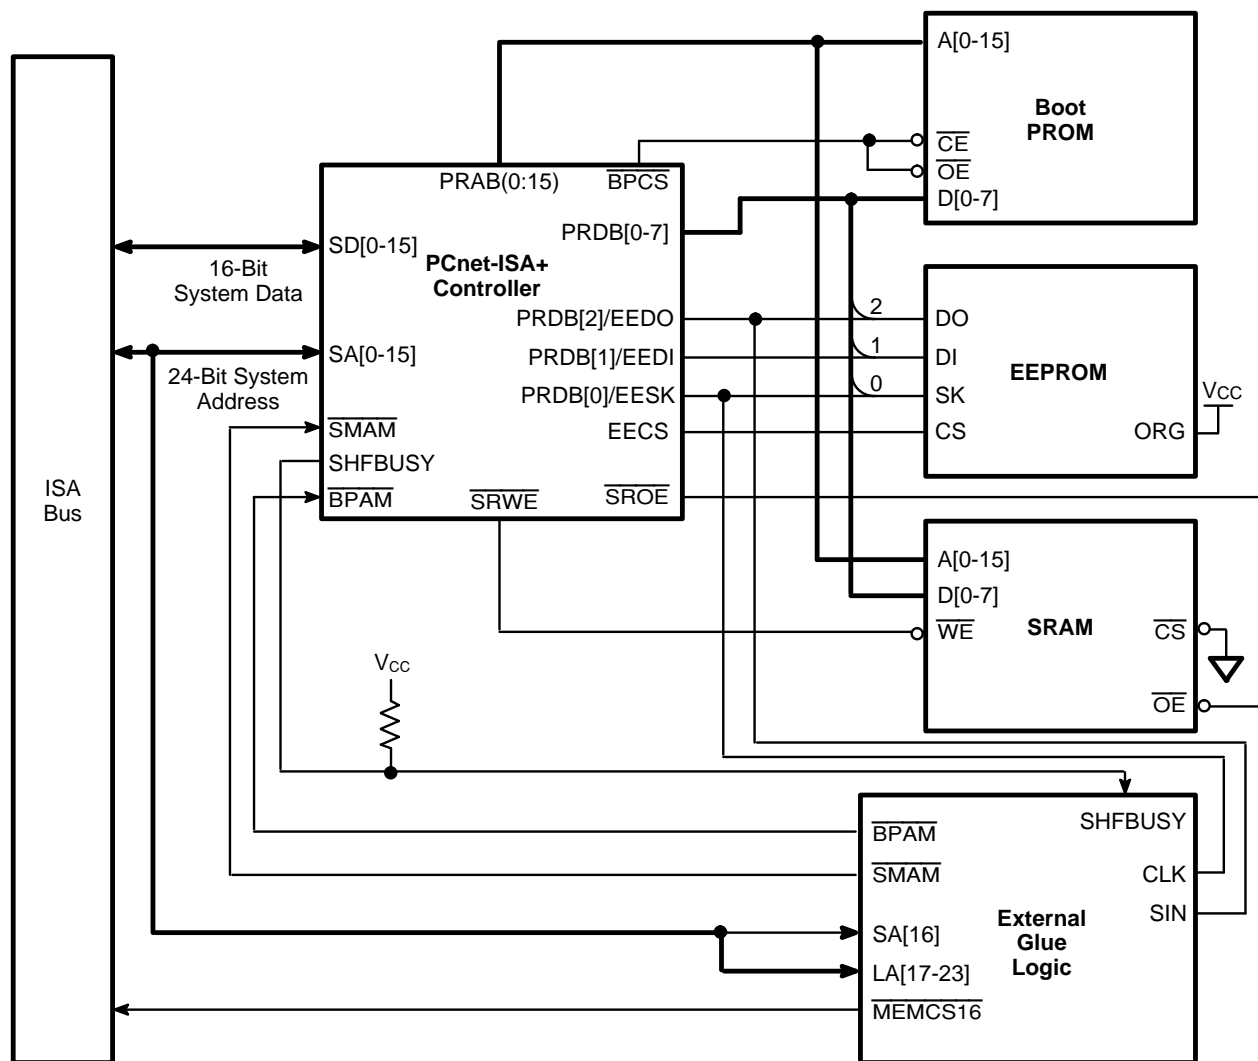 A[0-15]
Boot
PROM
CE
OE
D[0-7]
PRAB(0:15)
BPCS
PRDB[0-7]
SD[0-15]
PCnet-ISA+
Controller
16-Bit
System Data
PRDB[2]/EEDO
2
DO
SA[0-15]
PRDB[1]/EEDI
1
DI
EEPROM
24-Bit System
Address
PRDB[0]/EESK
0
SK
VCC
SMAM
EECS
CS
ORG
SHFBUSY
ISA
Bus
BPAM
SRWE
SROE
A[0-15]
D[0-7]
WE
SRAM
CS
VCC
OE
SHFBUSY
BPAM
SMAM
CLK
SIN
External
Glue
Logic
SA[16]
LA[17-23]
MEMCS16